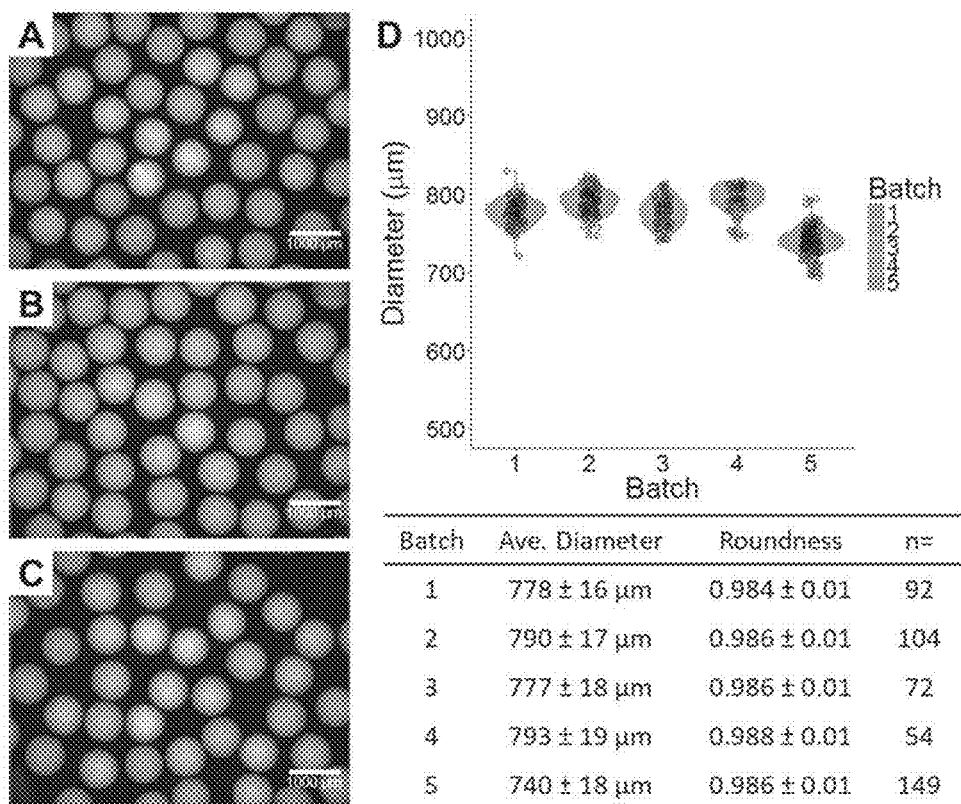 A
B
C
D
1000
900
800
700
600
500
Diameter (μm)
1 2 3 4 5
Batch
Batch
1
2
3
4
5
Batch Ave. Diameter Roundness n=
1 778 ± 16 μm 0.984 ± 0.01 92
2 790 ± 17 μm 0.986 ± 0.01 104
3 777 ± 18 μm 0.986 ± 0.01 72
4 793 ± 19 μm 0.988 ± 0.01 54
5 740 ± 18 μm 0.986 ± 0.01 149